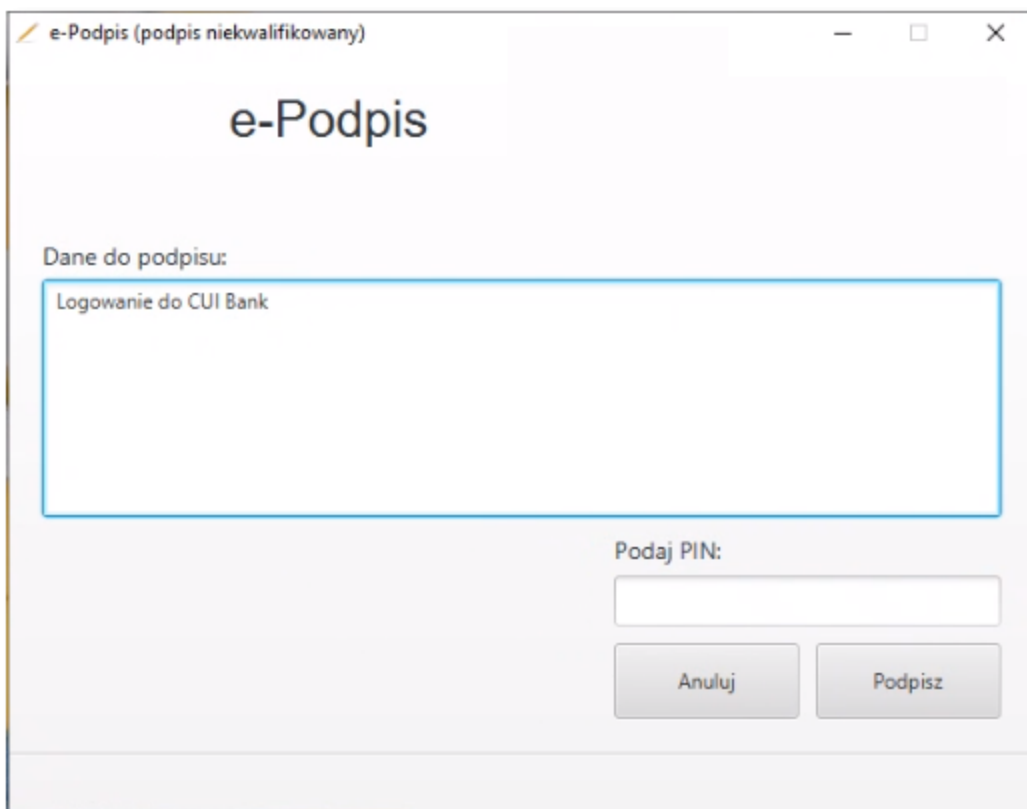 e-Podpis (podpis niekwalifikowany)
e-Podpis
Dane do podpisu:
Logowanie do CUI Bank
Podaj PIN:
Anuluj
Podpisz